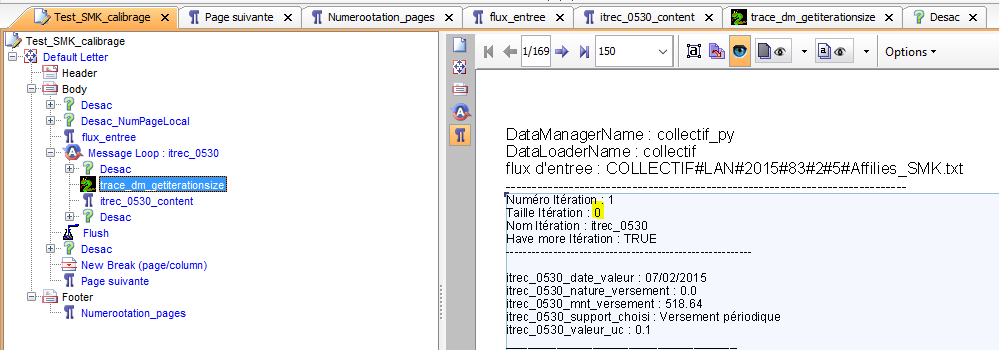 Test_SMK_calibrage
Page suivante
Numerootation_pages
flux_entree
itrec_0530_content
trace_dm_getiterationsize
Desac
Test_SMK_calibrage
Default Letter
Header
Body
Desac
Desac_NumPageLocal
flux_entree
Message Loop : itrec_0530
Desac
trace_dm_getiterationsize
itrec_0530_content
Desac
Flush
Desac
New Break (page/column)
Page suivante
Footer
Numerootation_pages
1/169
150
Options
DataManagerName : collectif_py
DataLoaderName : collectif
flux d'entree : COLLECTIF#LAN#2015#83#2#5#Affilies_SMK.txt
Numéro Itération : 1
Taille Itération : 0
Nom Itération : itrec_0530
Have more Itération : TRUE
itrec_0530_date_valeur : 07/02/2015
itrec_0530_nature_versement : 0.0
itrec_0530_mnt_versement : 518.64
itrec_0530_support_choisi : Versement périodique
itrec_0530_valeur_uc : 0.1